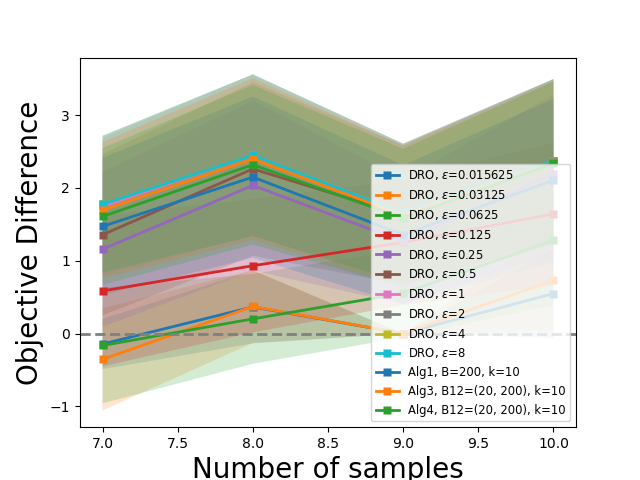 Objective Difference
3
2
1
0
−1
7.0 7.5 8.0 8.5 9.0 9.5 10.0
Number of samples
DRO, ε=0.015625
DRO, ε=0.03125
DRO, ε=0.0625
DRO, ε=0.125
DRO, ε=0.25
DRO, ε=0.5
DRO, ε=1
DRO, ε=2
DRO, ε=4
DRO, ε=8
Alg1, B=200, k=10
Alg3, B12=(20, 200), k=10
Alg4, B12=(20, 200), k=10